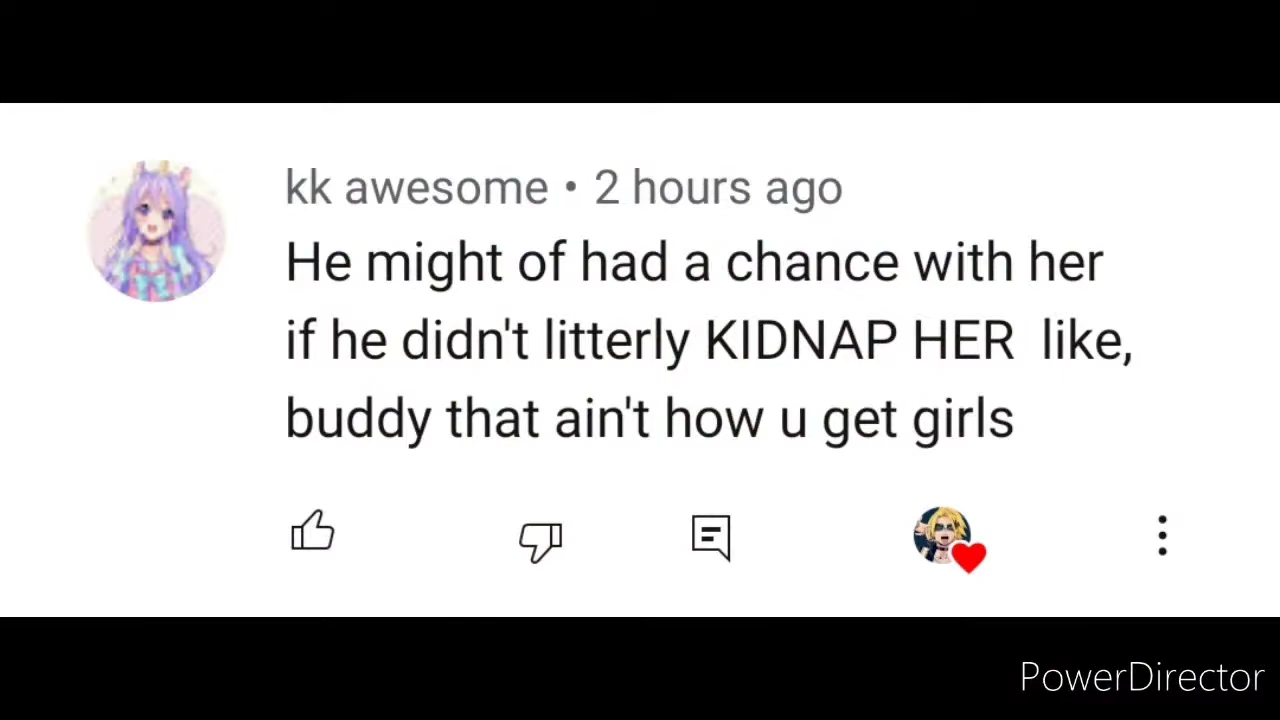 kk awesome • 2 hours ago
He might of had a chance with her
if he didn't litterly KIDNAP HER like,
buddy that ain't how u get girls
PowerDirector